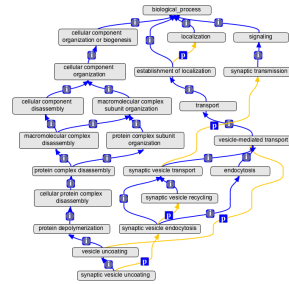 biological_process
cellular component
organization or biogenesis
localization
signaling
i
i
i
i
p
i
i
cellular component
organization
establishment of localization
synaptic transmission
i
i
i
p
cellular component
disassembly
macromolecular complex
subunit organization
transport
i
i
i
p
i
macromolecular complex
disassembly
protein complex subunit
organization
vesicle-mediated transport
i
i
i
i
protein complex disassembly
synaptic vesicle transport
endocytosis
i
i
cellular protein complex
disassembly
synaptic vesicle recycling
i
i
p
i
protein depolymerization
synaptic vesicle endocytosis
i
vesicle uncoating
i
p
p
synaptic vesicle uncoating